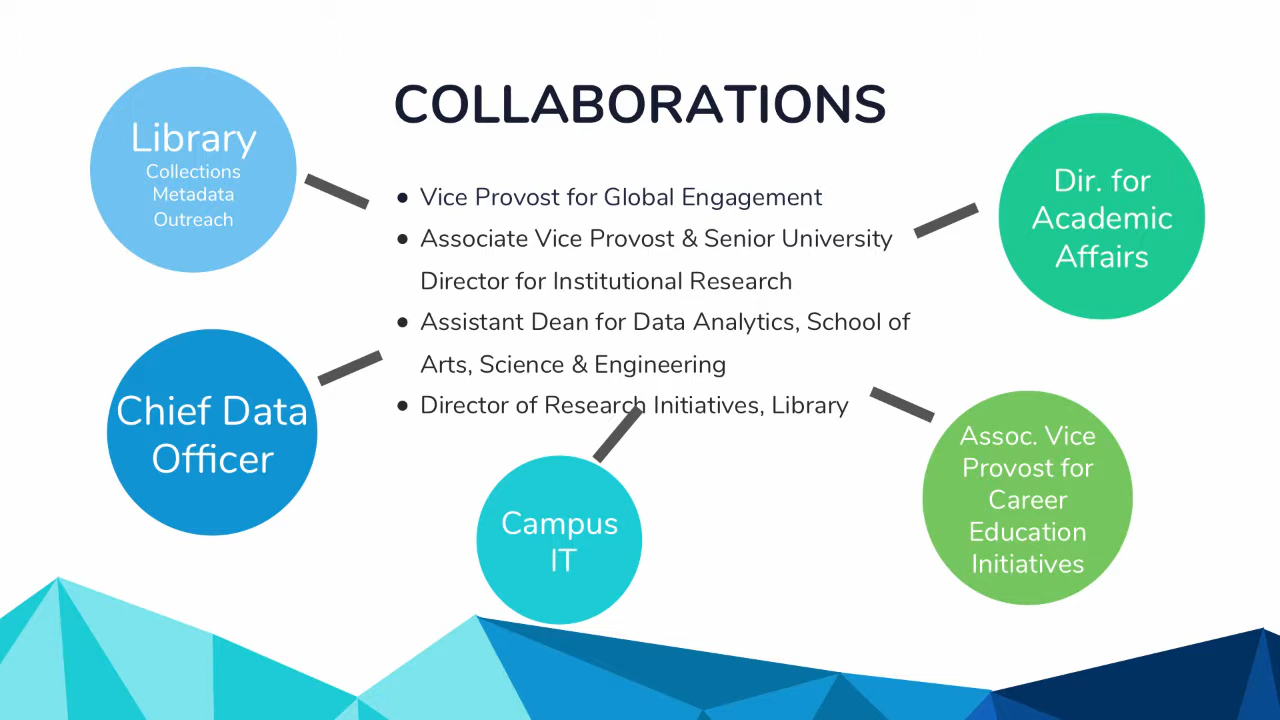 COLLABORATIONS
Library
Collections
Metadata
Outreach
● Vice Provost for Global Engagement
● Associate Vice Provost & Senior University
Director for Institutional Research
● Assistant Dean for Data Analytics, School of
Arts, Science & Engineering
● Director of Research Initiatives, Library
Dir. for
Academic
Affairs
Chief Data
Officer
Campus
IT
Assoc. Vice
Provost for
Career
Education
Initiatives